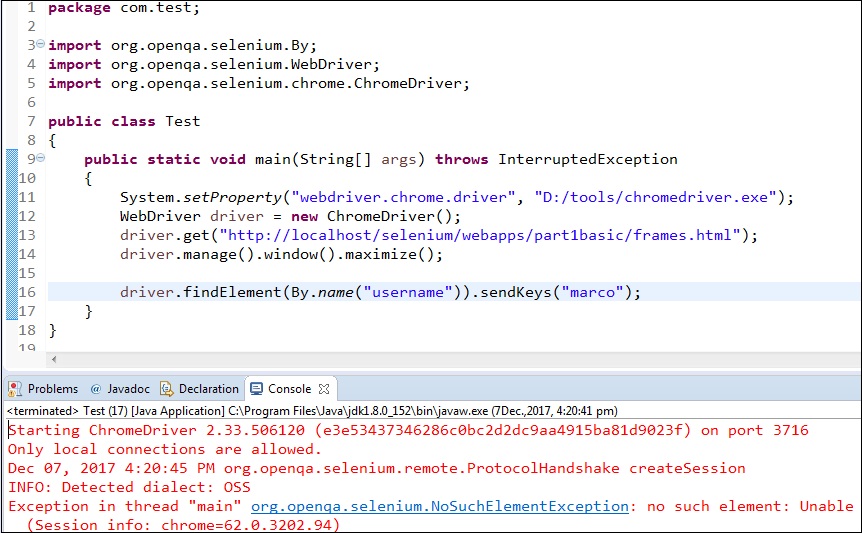 1 package com.test;
2
3 import org.openqa.selenium.By;
4 import org.openqa.selenium.WebDriver;
5 import org.openqa.selenium.chrome.ChromeDriver;
6
7 public class Test
8 {
9 public static void main(String[] args) throws InterruptedException
10 {
11 System.setProperty("webdriver.chrome.driver", "D:/tools/chromedriver.exe");
12 WebDriver driver = new ChromeDriver();
13 driver.get("http://localhost/selenium/webapps/part1basic/frames.html");
14 driver.manage().window().maximize();
15
16 driver.findElement(By.name("username")).sendKeys("marco");
17 }
18 }
19
Problems @ Javadoc Declaration Console
<terminated> Test (17) [Java Application] C:\Program Files\Java\jdk1.8.0_152\bin\javaw.exe (7Dec.,2017, 4:20:41 pm)
Starting ChromeDriver 2.33.506120 (e3e53437346286c0bc2d2dc9aa4915ba81d9023f) on port 3716
Only local connections are allowed.
Dec 07, 2017 4:20:45 PM org.openqa.selenium.remote.ProtocolHandshake createSession
INFO: Detected dialect: OSS
Exception in thread "main" org.openqa.selenium.NoSuchElementException: no such element: Unable
(Session info: chrome=62.0.3202.94)